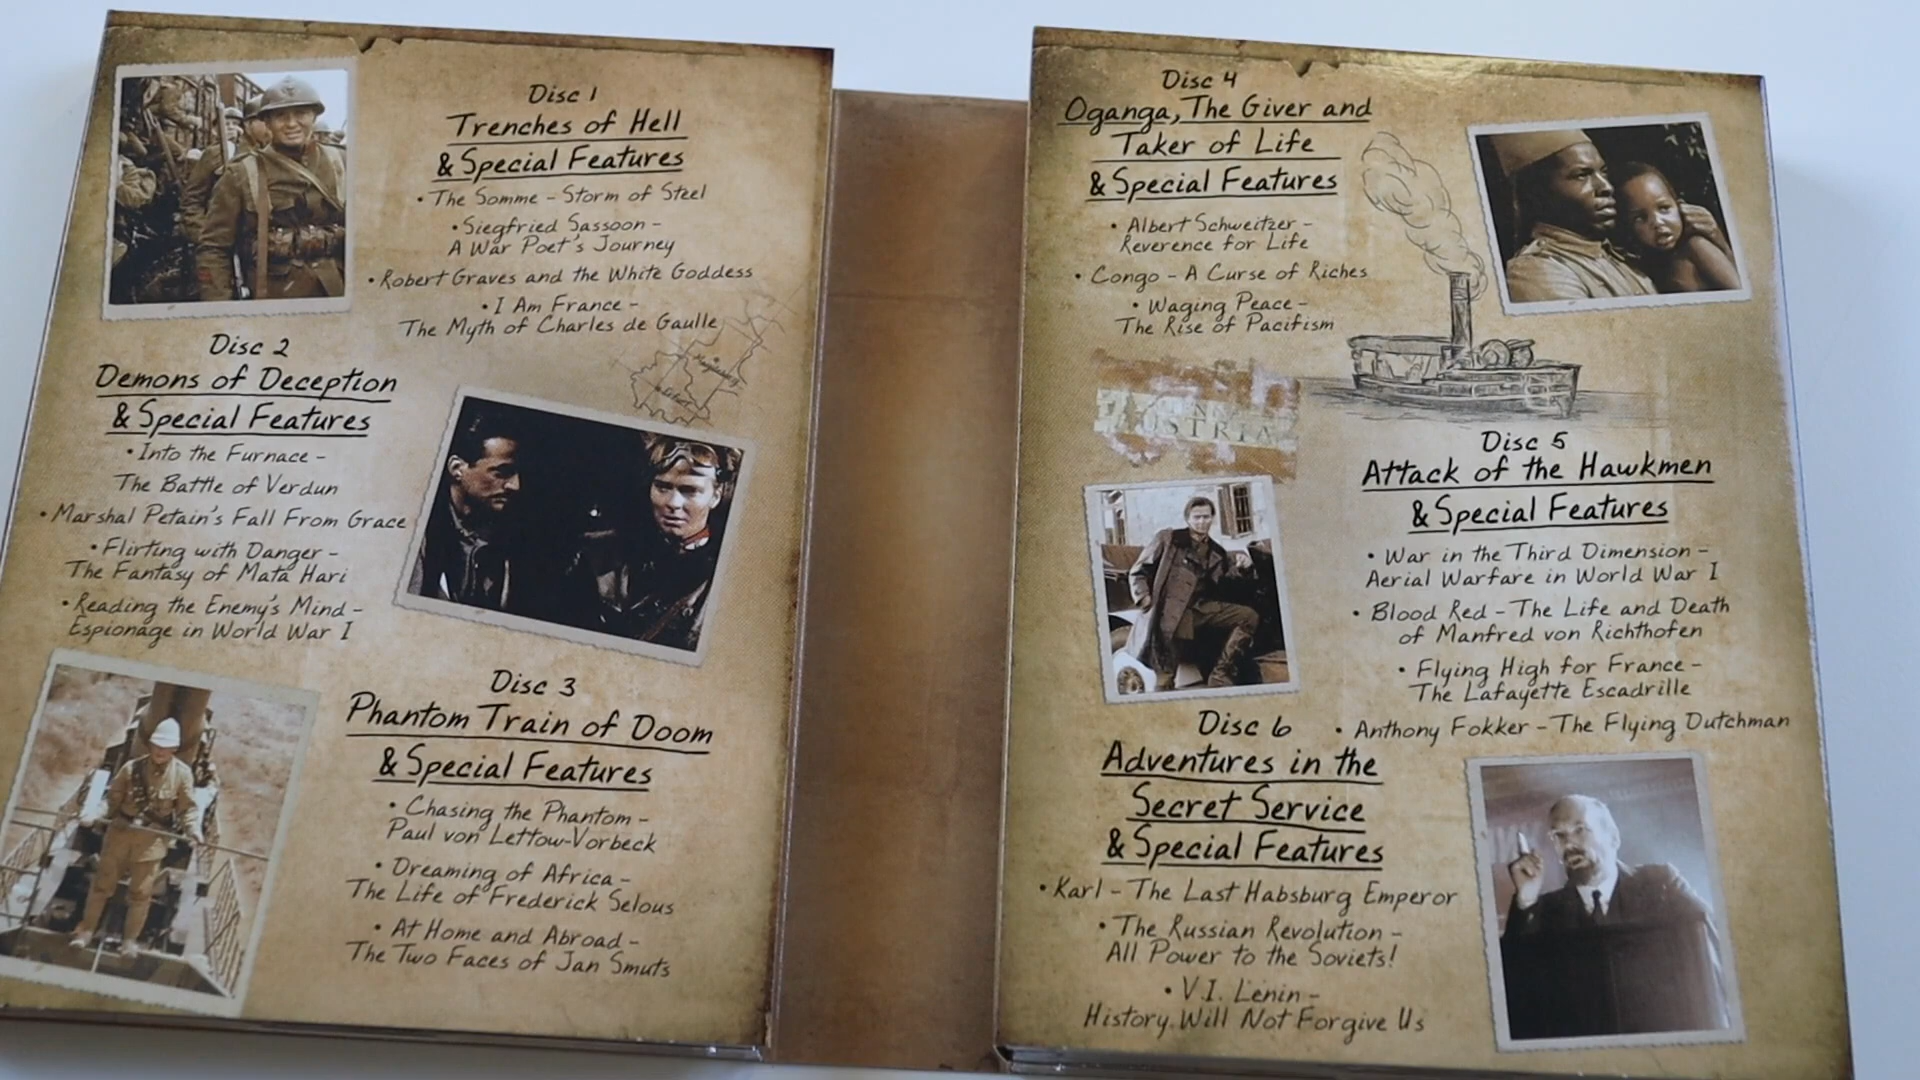 Disc 1
Trenches of Hell
& Special Features
• The Somme - Storm of Steel
• Siegfried Sassoon -
A War Poet's Journey
• Robert Graves and the White Goddess
• I Am France -
The Myth of Charles de Gaulle
Disc 2
Demons of Deception
& Special Features
• Into the Furnace -
The Battle of Verdun
• Marshal Petain's Fall From Grace
• Flirting with Danger -
The Fantasy of Mata Hari
• Reading the Enemy's Mind -
Espionage in World War I
Disc 3
Phantom Train of Doom
& Special Features
• Chasing the Phantom -
Paul von Lettow-Vorbeck
• Dreaming of Africa -
The Life of Frederick Selous
• At Home and Abroad -
The Two Faces of Jan Smuts
Disc 4
Oganga, The Giver and
Taker of Life
& Special Features
• Albert Schweitzer -
Reverence for Life
• Congo - A Curse of Riches
• Waging Peace -
The Rise of Pacifism
Disc 5
Attack of the Hawkmen
& Special Features
• War in the Third Dimension -
Aerial Warfare in World War I
• Blood Red - The Life and Death
of Manfred von Richthofen
• Flying High for France -
The Lafayette Escadrille
• Anthony Fokker - The Flying Dutchman
Disc 6
Adventures in the
Secret Service
& Special Features
• Karl - The Last Habsburg Emperor
• The Russian Revolution -
All Power to the Soviets!
• V.I. Lenin -
History Will Not Forgive Us